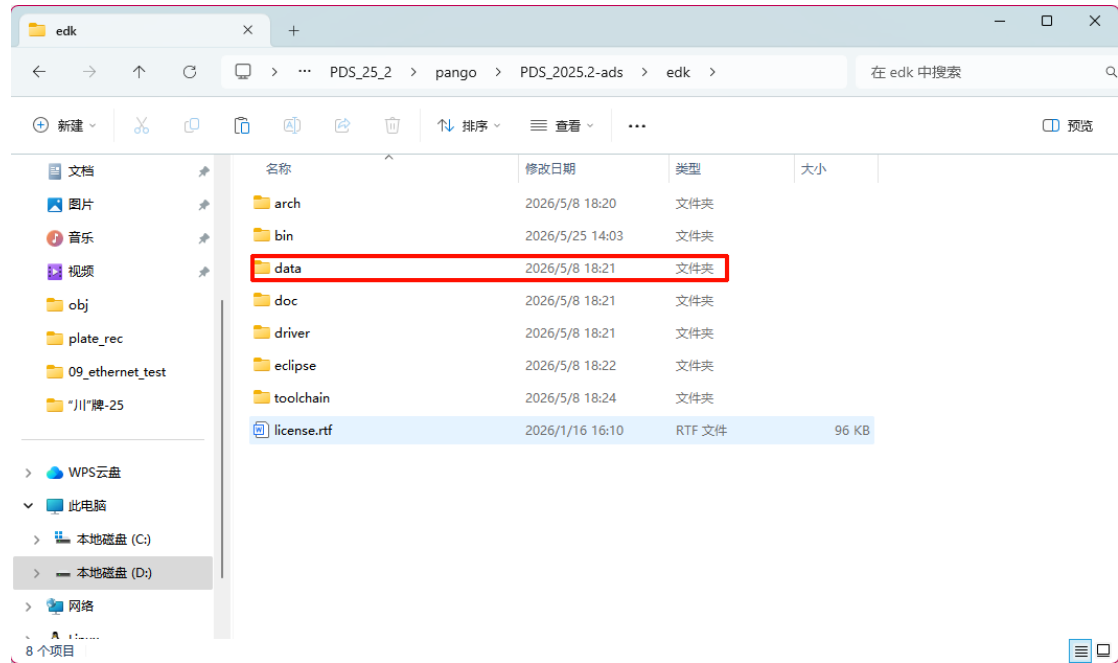 edk
… PDS_25_2 > pango > PDS_2025.2-ads > edk >
在 edk 中搜索
新建
排序
查看
预览
名称 修改日期 类型 大小
文档
图片
音乐
视频
obj
plate_rec
09_ethernet_test
“川”牌-25
WPS云盘
此电脑
本地磁盘 (C:)
本地磁盘 (D:)
网络
Linux
arch 2026/5/8 18:20 文件夹
bin 2026/5/25 14:03 文件夹
data 2026/5/8 18:21 文件夹
doc 2026/5/8 18:21 文件夹
driver 2026/5/8 18:21 文件夹
eclipse 2026/5/8 18:22 文件夹
toolchain 2026/5/8 18:24 文件夹
license.rtf 2026/1/16 16:10 RTF 文件 96 KB
8 个项目